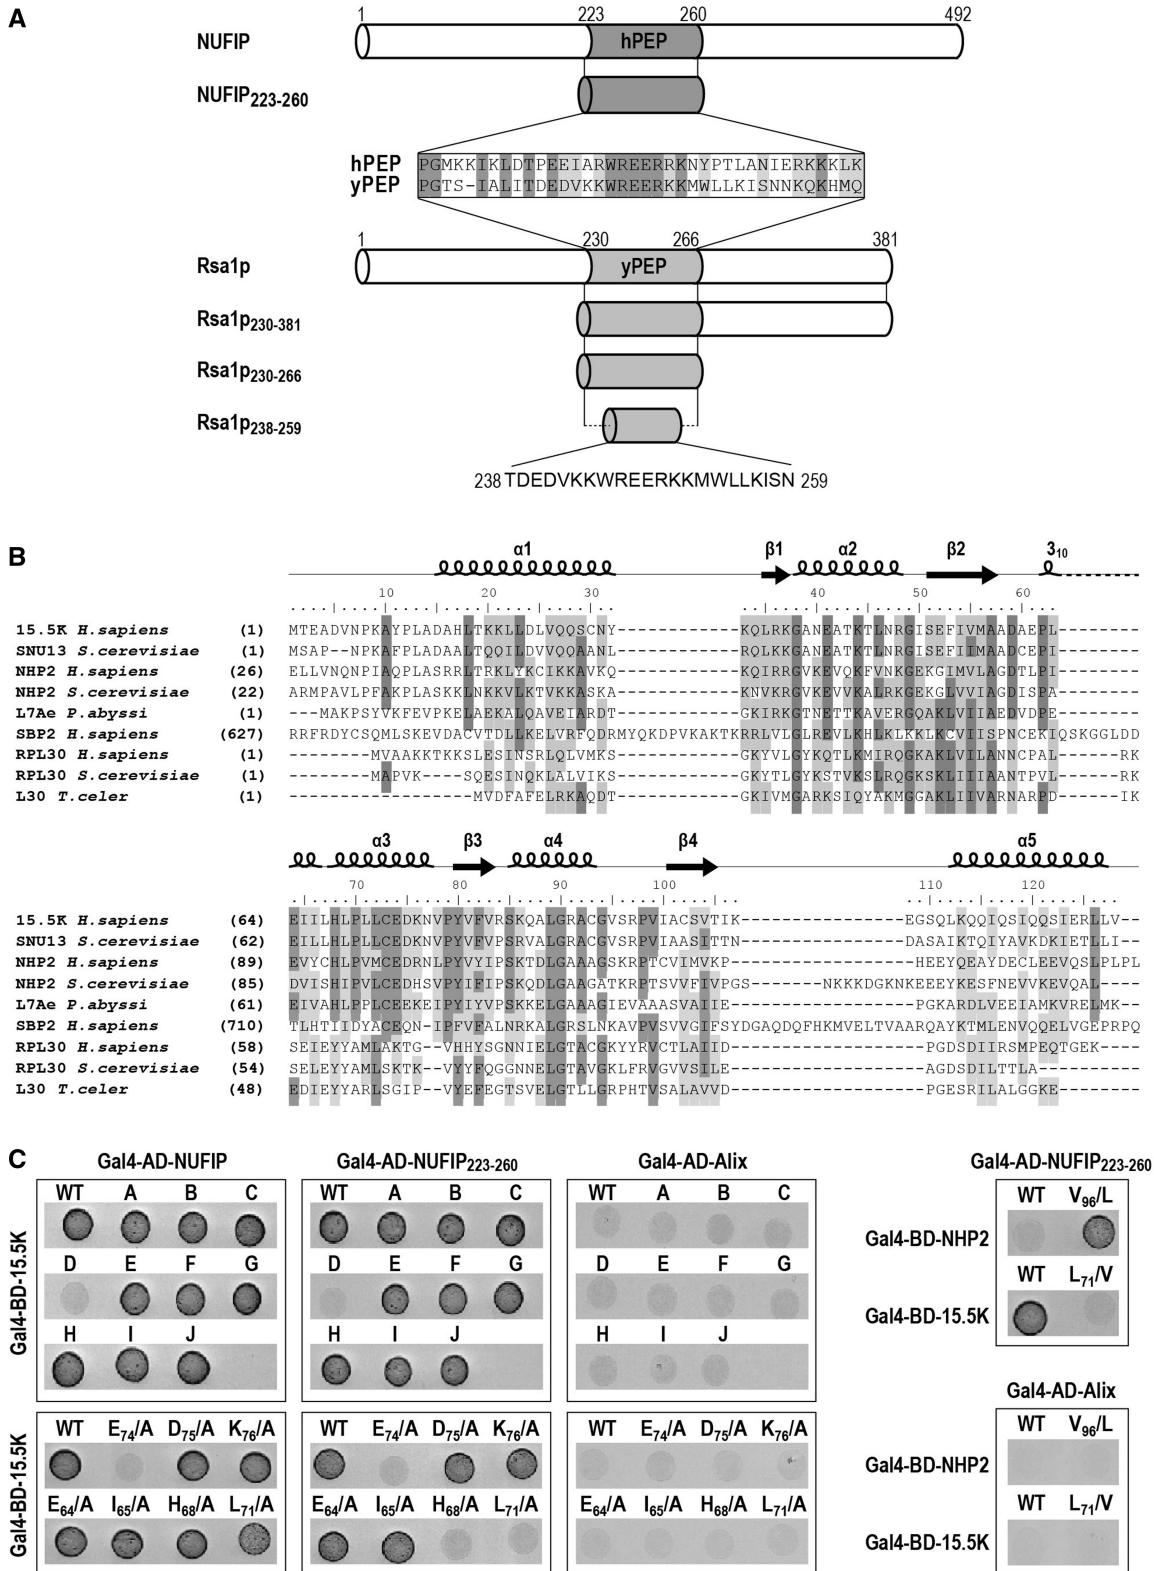 A
1 223 260 492
NUFIP hPEP
NUFIP223-260
hPEP PGMKKIKLDTPEEIARWREERRKNYPTLANIERKKKLK
yPEP PGTS-IALITDEDVKKWREERKKMWLLKISNNKQKHMQ
1 230 266 381
Rsa1p yPEP
Rsa1p230-381
Rsa1p230-266
Rsa1p238-259
238 TDEDVKKWREERKKMWLLKISN 259
B
α1 β1 α2 β2 310
10 20 30 40 50 60
15.5K H.sapiens (1) MTEADVNPKAYPLADAHLTKKLLDLVQQSCNY------------KQLRKGANEATKTLNRGISEFIVMAADAEPL--------
SNU13 S.cerevisiae (1) MSAP--NPKAFPLADAALTQQILDVVQQAANL------------RQLKKGANEATKTLNRGISEFIIMAADCEPI--------
NHP2 H.sapiens (26) ELLVNQNPIAQPLASRRLTRKLYKCIKKAVKQ------------KQIRRGVKEVQKFVNKGEKGIMVLAGDTLPI--------
NHP2 S.cerevisiae (22) ARMPAVLPFAKPLASKKLNKKVLKTVKKASKA------------KNVKRGVKEVVKALRKGEKGLVVIAGDISPA--------
L7Ae P.abyssi (1) ---MAKPSYVKFEVPKELAEKALQAVEIARDT------------GKIRKGTNETTKAVERGQAKLVIIAEDVDPE--------
SBP2 H.sapiens (627) RRFRDYCSQMLSKEVDACVTDLLKELVRFQDRMYQKDPVKAKTKRRLVLGLREVLKHLKLKKLKCVIISPNCEKIQSKGGLDD
RPL30 H.sapiens (1) --------MVAAKKTKKSLESINSRLQLVMKS------------GKYVLGYKQTLKMIRQGKAKLVILANNCPAL------RK
RPL30 S.cerevisiae (1) --------MAPVK-----SQESINQKLALVIKS------------GKYTLGYKSTVKSLRQGKSKLIIIAANTPVL------RK
L30 T.celer (1) ------------------MVDFAFELRKAQDT------------GKIVMGARKSIQYAKMGGAKLIIVARNARPD------IK
α3 β3 α4 β4 α5
70 80 90 100 110 120
15.5K H.sapiens (64) EIILHLPLLCEDKNVPYVFVRSKQALGRACGVSRPVIACSVTIK----------------EGSQLKQQIQSIQQSIERLLV--
SNU13 S.cerevisiae (62) EILLHLPLLCEDKNVPYVFVPSRVALGRACGVSRPVIAASITTN----------------DASAIKTQIYAVKDKIETLLI--
NHP2 H.sapiens (89) EVYCHLPVMCEDRNLPYVYIPSKTDLGAAAGSKRPTCVIMVKP-----------------HEEYQEAYDECLEEVQSLPLPL
NHP2 S.cerevisiae (85) DVISHIPVLCEDHSVPYIFIPSKQDLGAAGATKRPTSVVFIVPGS-------NKKKDGKNKEEEYKESFNEVVKEVQAL----
L7Ae P.abyssi (61) EIVAHLPPLCEEKEIPYIYVPSKKELGAAAGIEVAAASVAIIE-----------------PGKARDLVEEIAMKVRELMK---
SBP2 H.sapiens (710) TLHTIIDYACEQN-IPFVFALNRKALGRSLNKAVPVSVVGIFSYDGAQDQFHKMVELTVAARQAYKTMLENVQQELVGEPRPQ
RPL30 H.sapiens (58) SEIEYYAMLAKTG--VHHYSGNNIELGTACGKYYRVCTLAIID------------------PGDSDIIRSMPEQTGEK----
RPL30 S.cerevisiae (54) SELEYYAMLSKTK--VYYFQGGNNELGTAVGKLFRVGVVSILE------------------AGDSDILTTLA----------
L30 T.celer (48) EDIEYYARLSGIP--VYEFEGTSVELGTLLGRPHTVSALAVVD------------------PGESRILALGGKE--------
C
Gal4-AD-NUFIP Gal4-AD-NUFIP223-260 Gal4-AD-Alix Gal4-AD-NUFIP223-260
Gal4-BD-15.5K
WT A B C WT A B C WT A B C
D E F G D E F G D E F G
H I J H I J H I J
WT V96/L
Gal4-BD-NHP2
WT L71/V
Gal4-BD-15.5K
Gal4-BD-15.5K
WT E74/A D75/A K76/A WT E74/A D75/A K76/A WT E74/A D75/A K76/A
E64/A I65/A H68/A L71/A E64/A I65/A H68/A L71/A E64/A I65/A H68/A L71/A
Gal4-AD-Alix
WT V96/L
Gal4-BD-NHP2
WT L71/V
Gal4-BD-15.5K